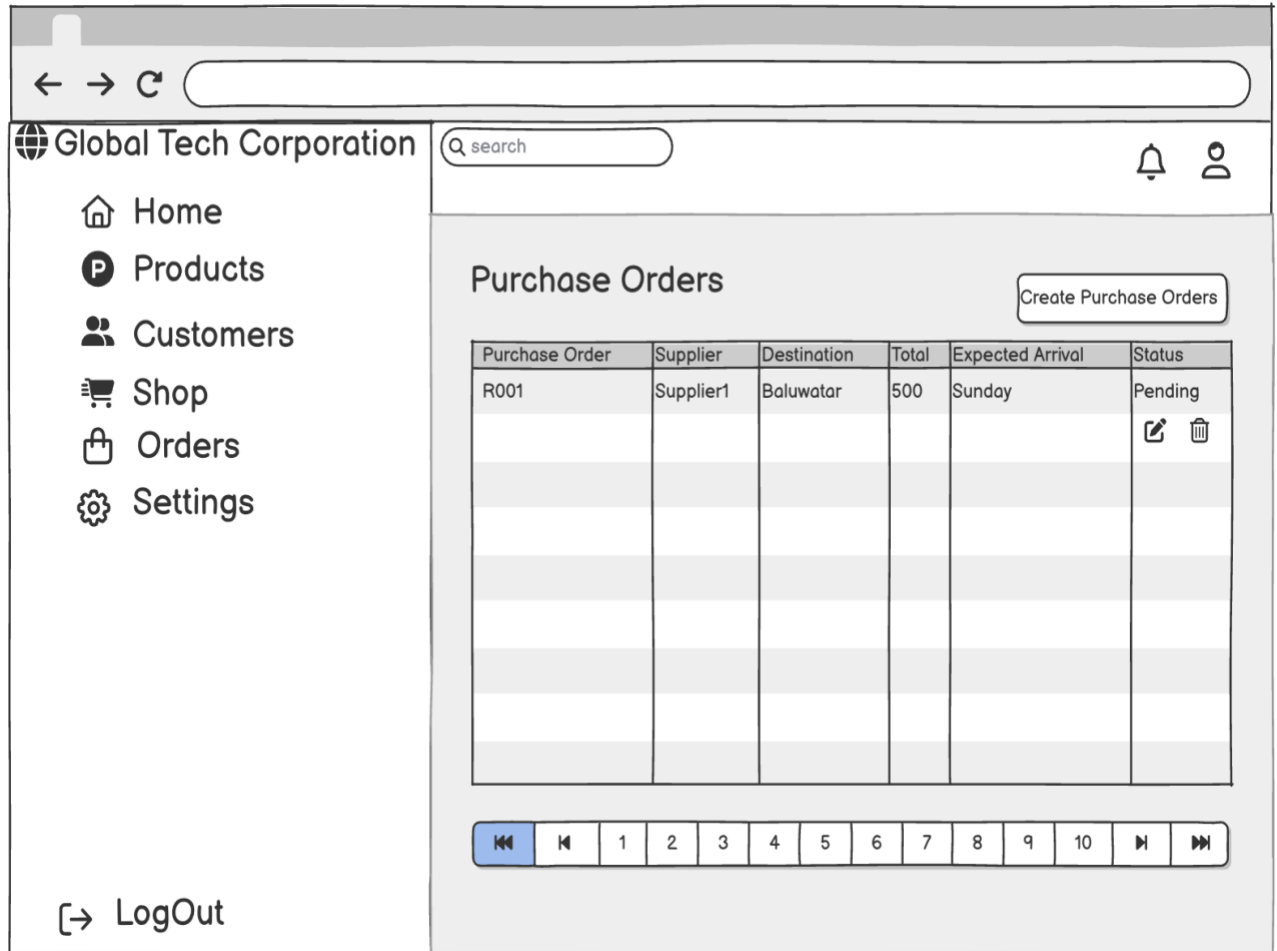 Global Tech Corporation
search
Home
P Products
Customers
Shop
Orders
Settings
LogOut
Purchase Orders
Create Purchase Orders
Purchase Order Supplier Destination Total Expected Arrival Status
R001 Supplier1 Baluwatar 500 Sunday Pending
1 2 3 4 5 6 7 8 9 10